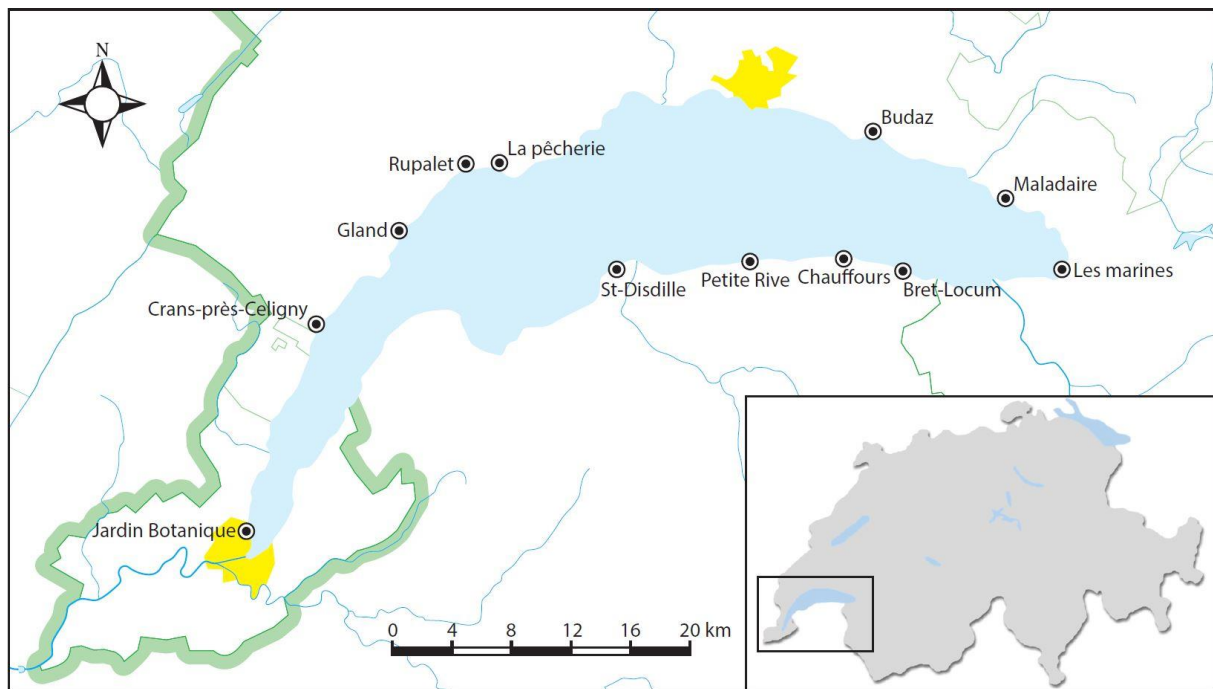 N
Budaz
La pêcherie
Rupalet
Maladaire
Gland
Les marines
St-Disdille
Petite Rive
Chauffours
Bret-Locum
Crans-près-Celigny
Jardin Botanique
0 4 8 12 16 20 km